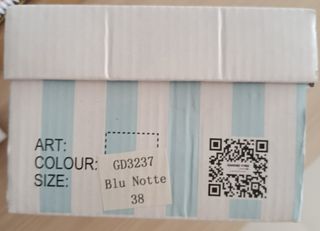 ART:
COLOUR:
SIZE:
GD3237
Blu Notte
38